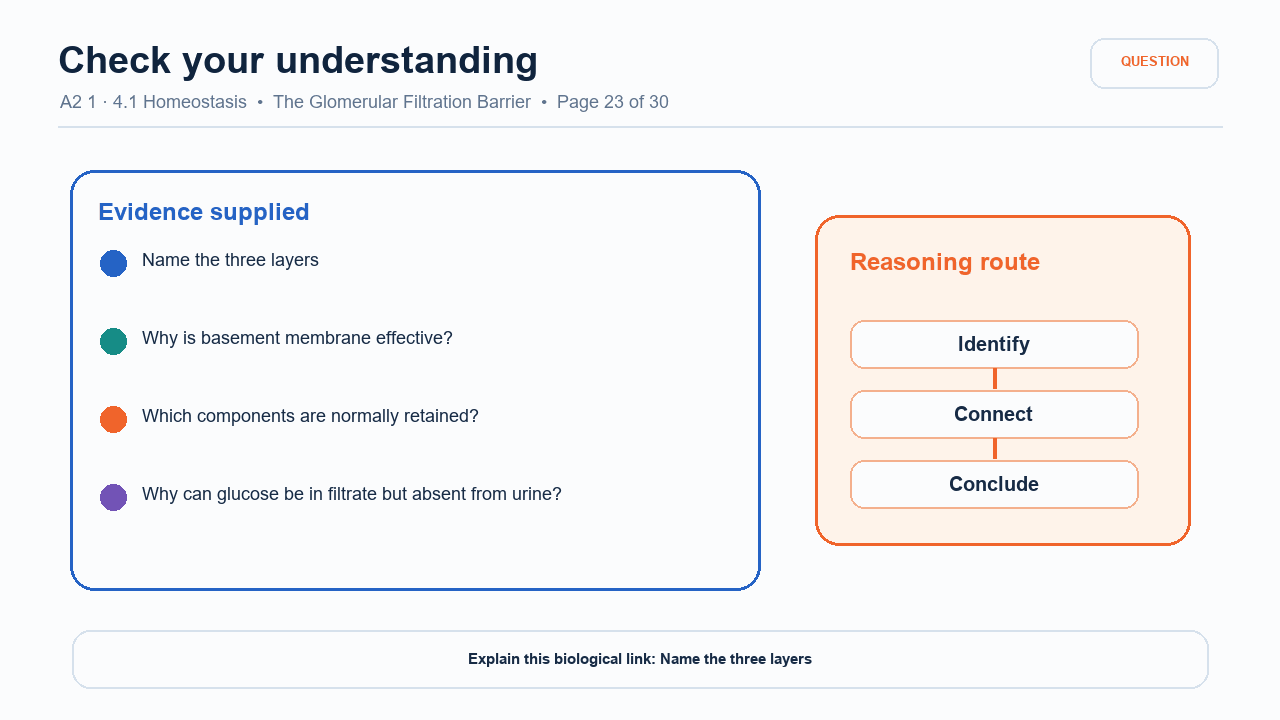 Check your understanding
QUESTION
A2 1 · 4.1 Homeostasis • The Glomerular Filtration Barrier • Page 23 of 30
Evidence supplied
Name the three layers
Why is basement membrane effective?
Which components are normally retained?
Why can glucose be in filtrate but absent from urine?
Reasoning route
Identify
Connect
Conclude
Explain this biological link: Name the three layers